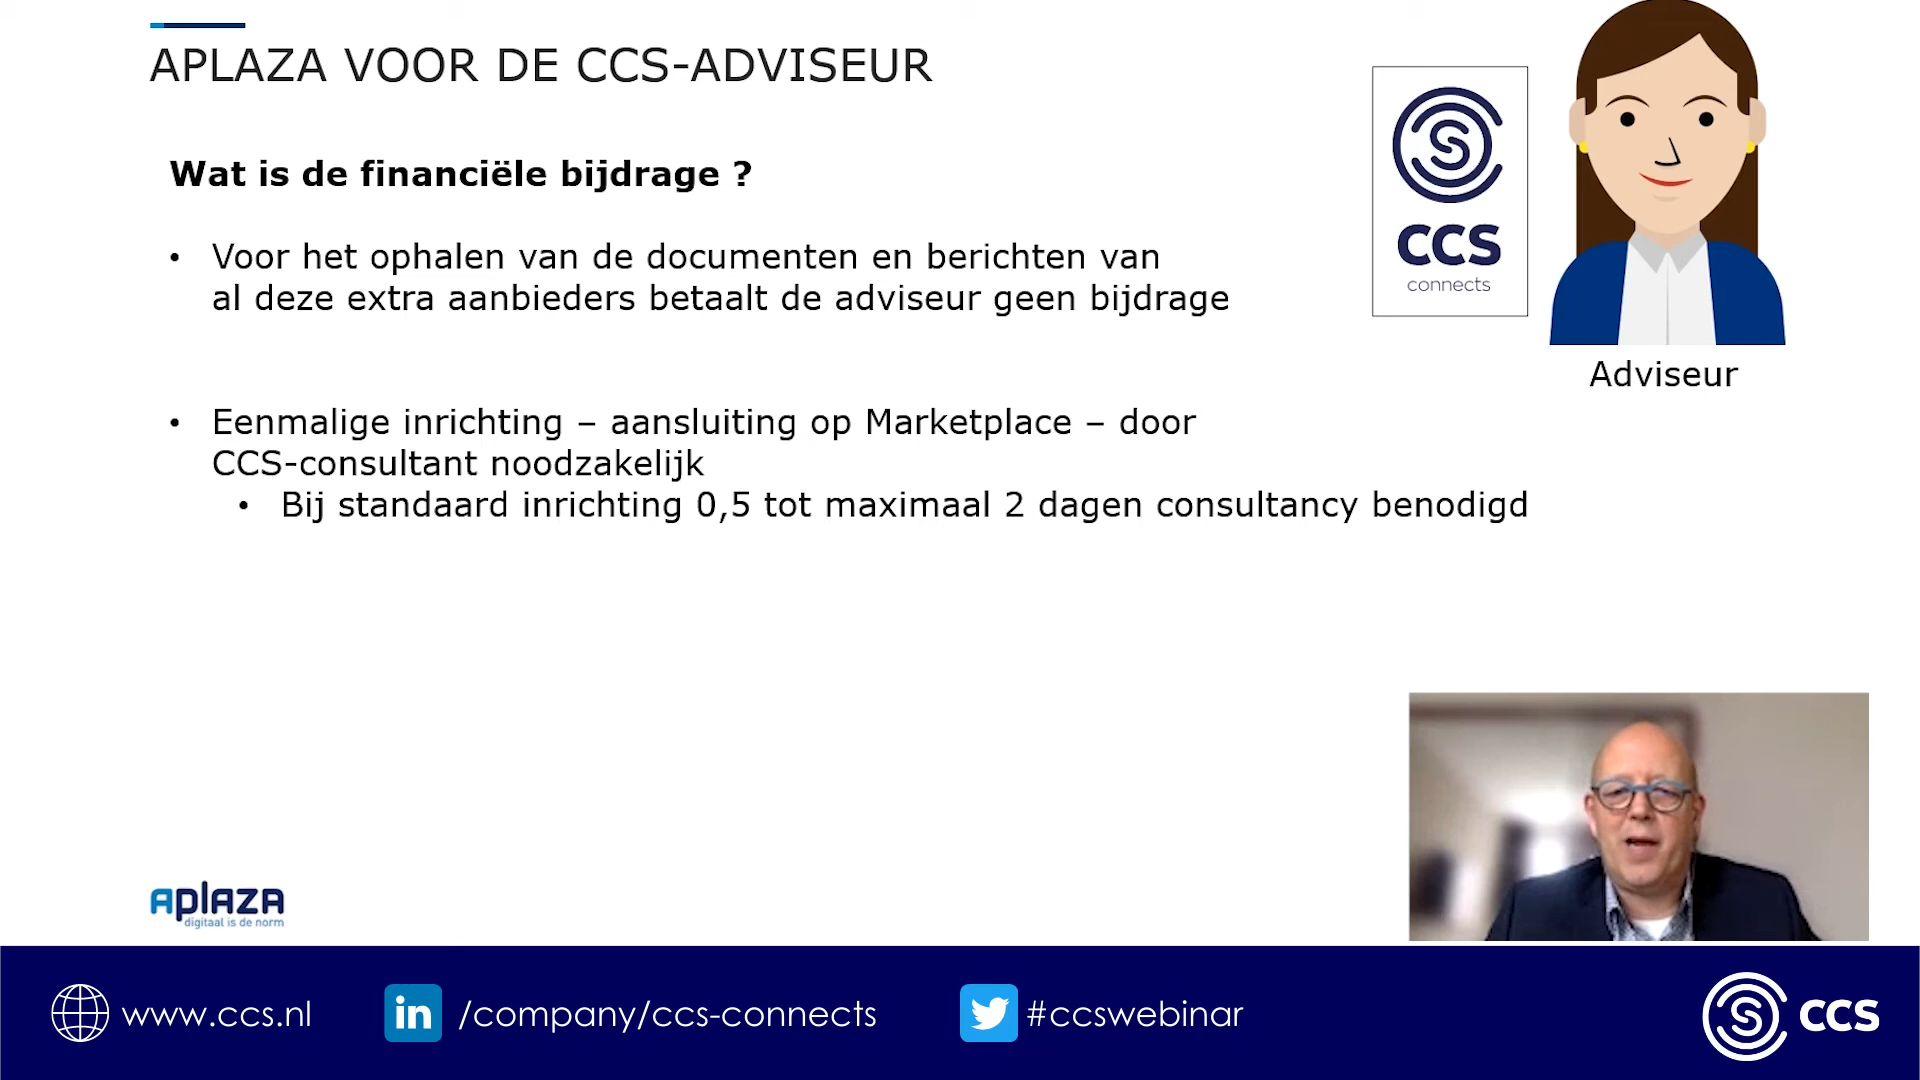 APLAZA VOOR DE CCS-ADVISEUR
Wat is de financiële bijdrage ?
• Voor het ophalen van de documenten en berichten van
al deze extra aanbieders betaalt de adviseur geen bijdrage
• Eenmalige inrichting – aansluiting op Marketplace – door
CCS-consultant noodzakelijk
• Bij standaard inrichting 0,5 tot maximaal 2 dagen consultancy benodigd
CCS
connects
Adviseur
aplaza
digitaal is de norm
www.ccs.nl
in /company/ccs-connects
#ccswebinar
CCS